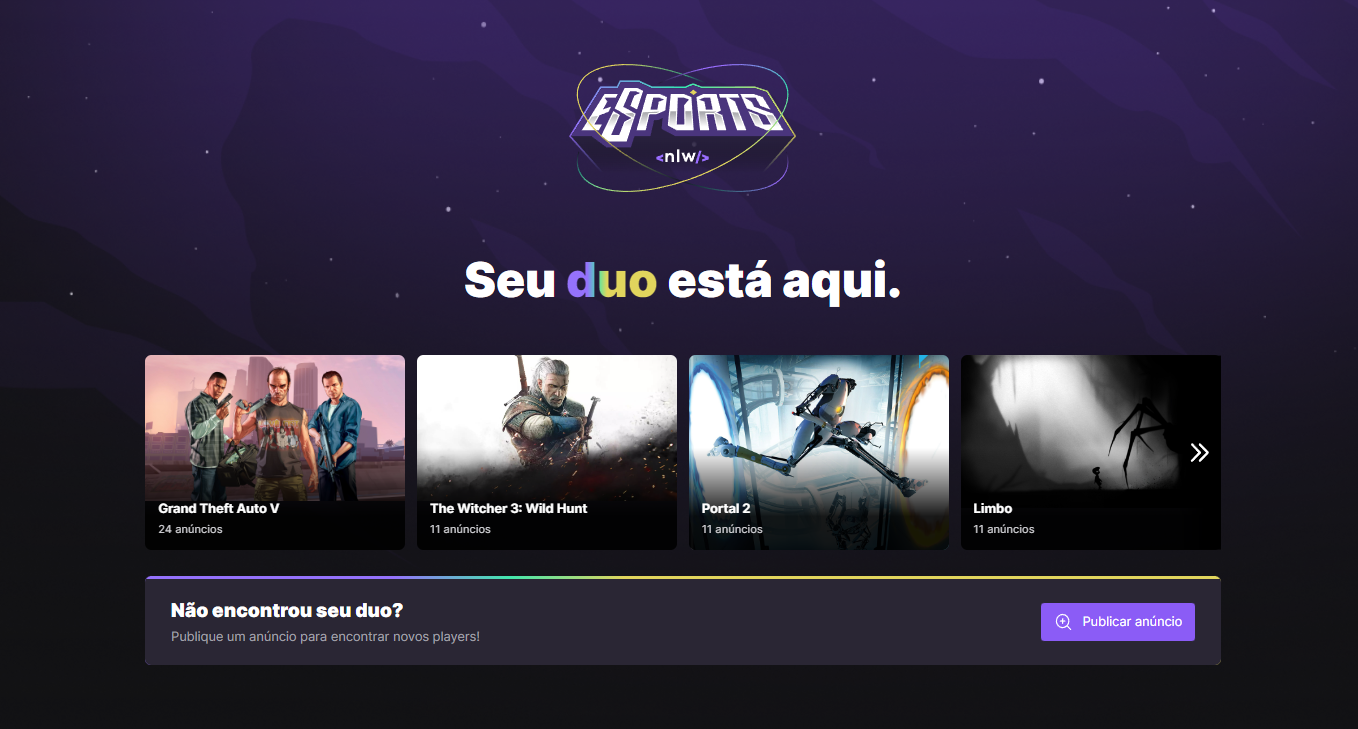 ESPORTS
<nlw/>
Seu duo está aqui.
Grand Theft Auto V
24 anúncios
The Witcher 3: Wild Hunt
11 anúncios
Portal 2
11 anúncios
Limbo
11 anúncios
Não encontrou seu duo?
Publique um anúncio para encontrar novos players!
Publicar anúncio